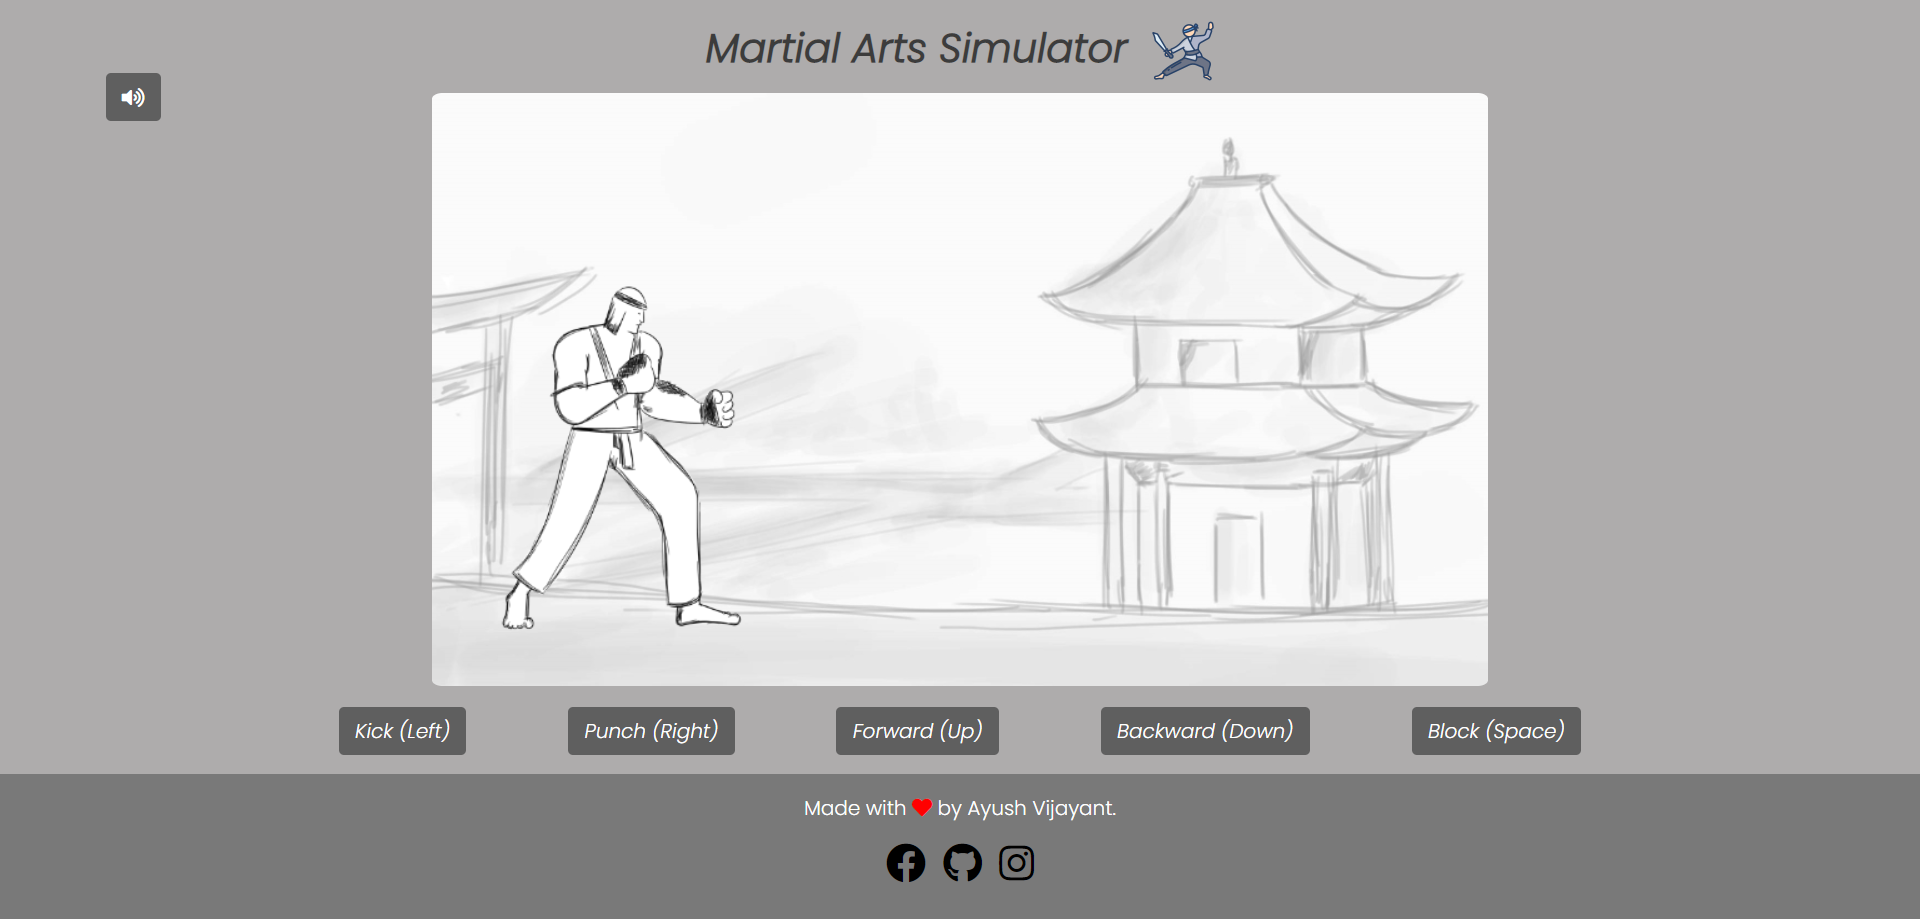 Martial Arts Simulator
Kick (Left)
Punch (Right)
Forward (Up)
Backward (Down)
Block (Space)
Made with ❤ by Ayush Vijayant.